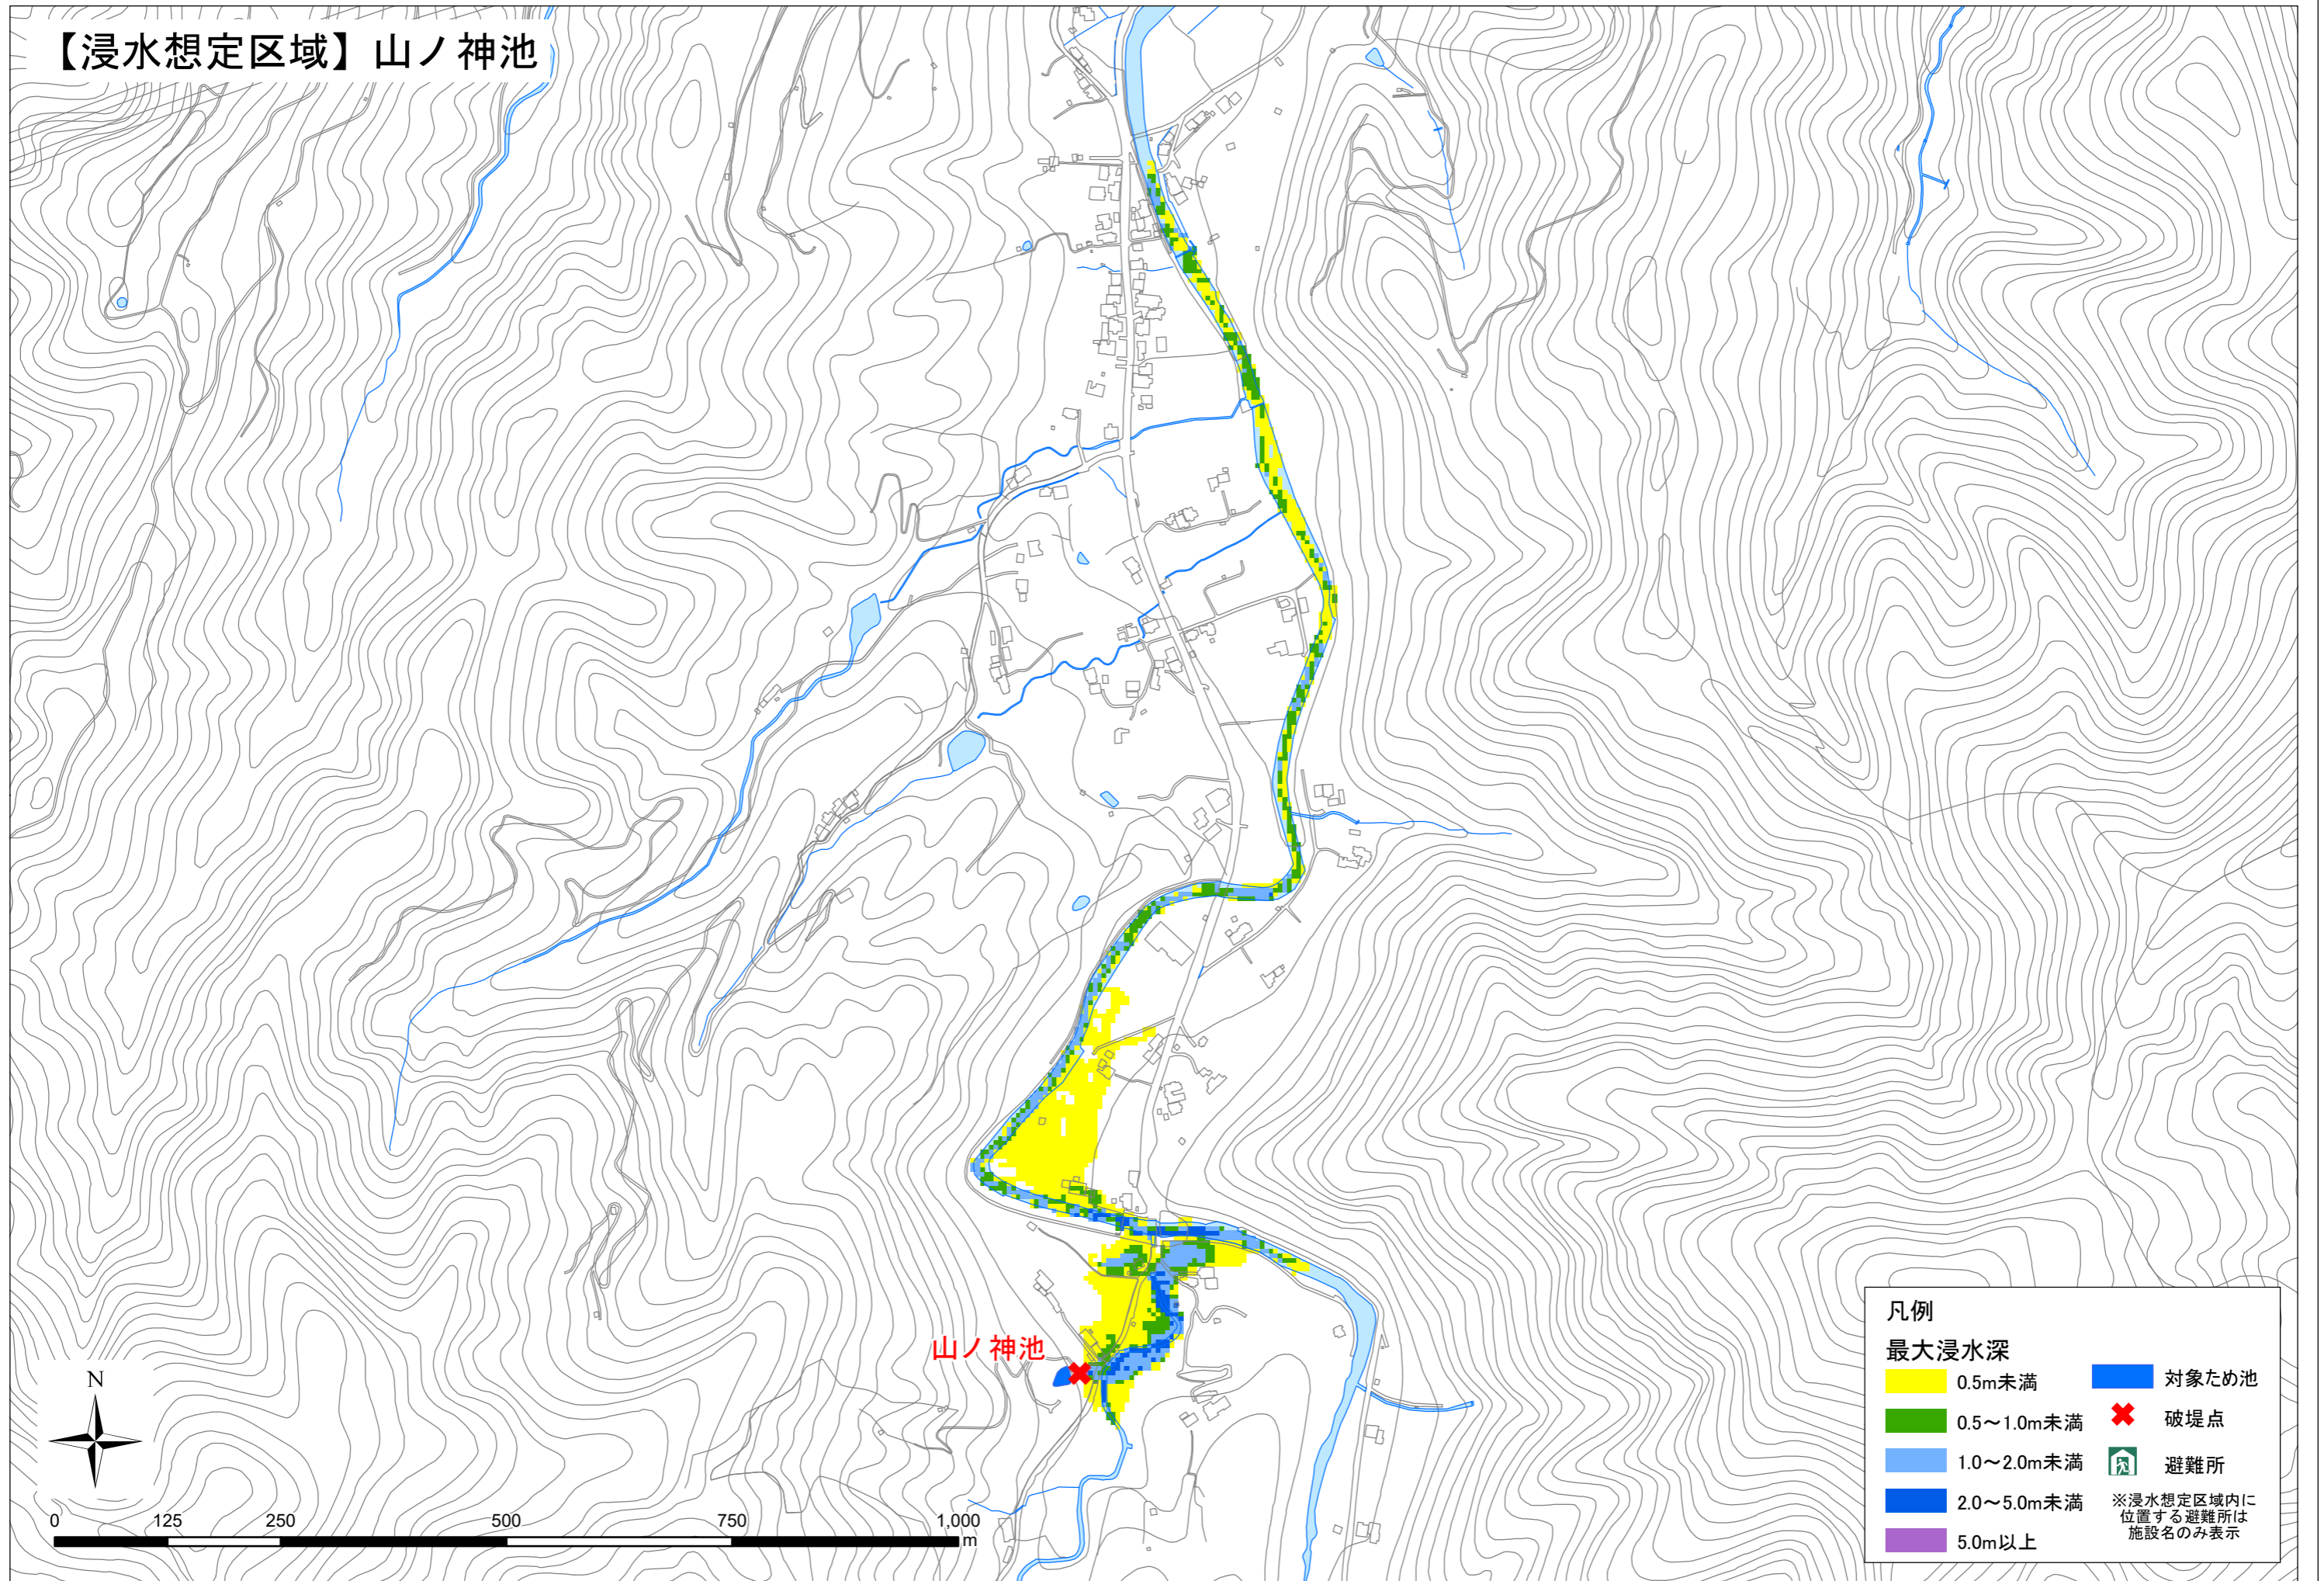 【浸水想定区域】山ノ神池
山ノ神池
N
0 125 250 500 750 1,000
m
凡例
最大浸水深
0.5m未満
0.5～1.0m未満
1.0～2.0m未満
2.0～5.0m未満
5.0m以上
対象ため池
破堤点
避難所
※浸水想定区域内に
位置する避難所は
施設名のみ表示